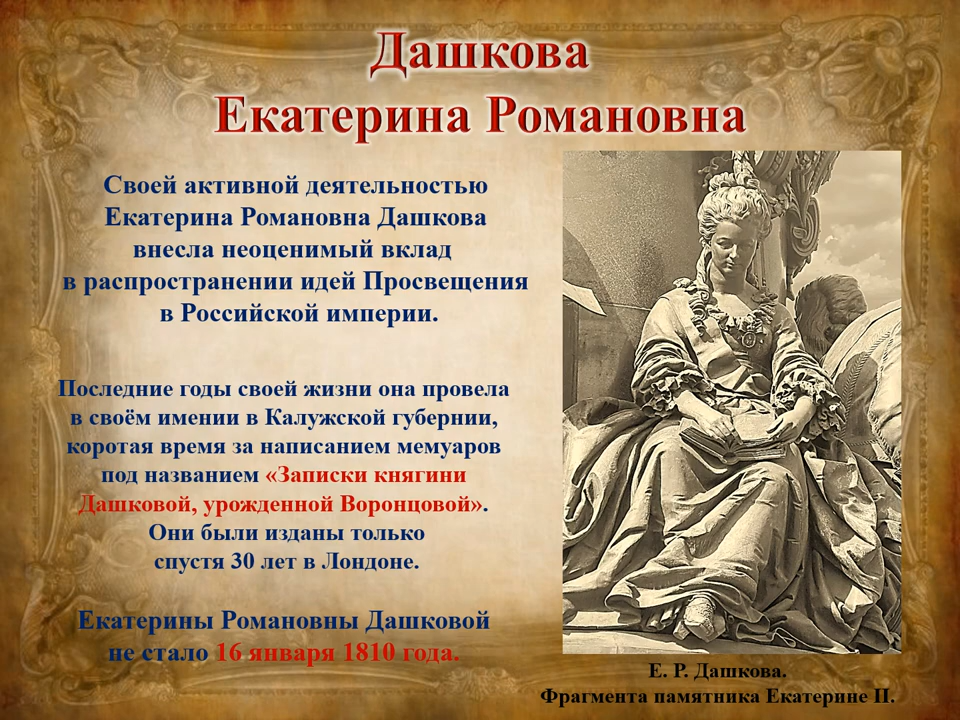 Дашкова
Екатерина Романовна
Своей активной деятельностью
Екатерина Романовна Дашкова
внесла неоценимый вклад
в распространении идей Просвещения
в Российской империи.
Последние годы своей жизни она провела
в своём имении в Калужской губернии,
коротая время за написанием мемуаров
под названием «Записки княгини
Дашковой, урожденной Воронцовой».
Они были изданы только
спустя 30 лет в Лондоне.
Екатерины Романовны Дашковой
не стало 16 января 1810 года.
Е. Р. Дашкова.
Фрагмента памятника Екатерине II.